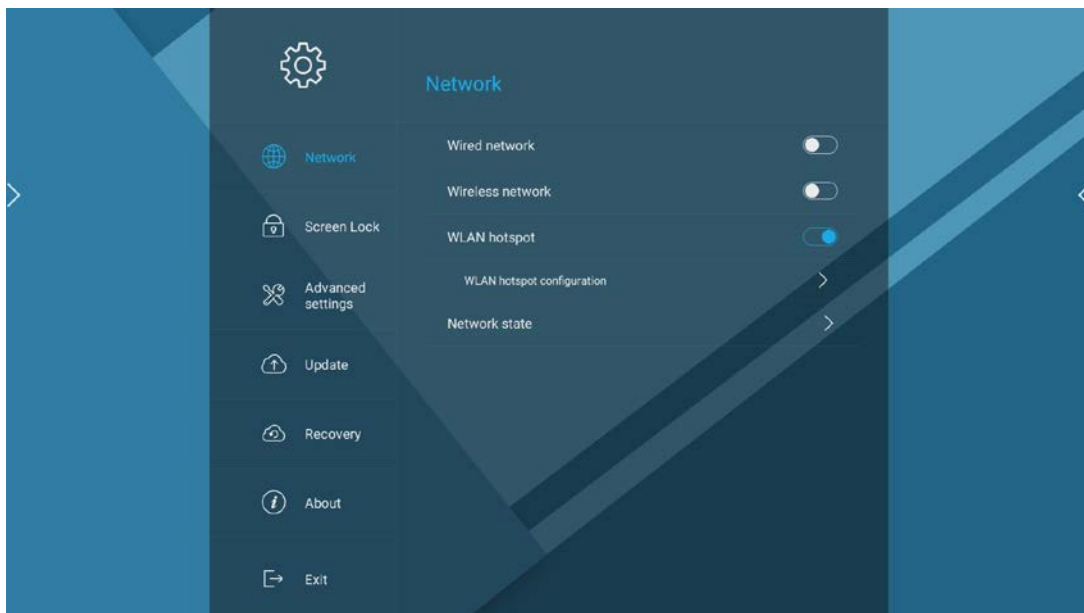 Network
Network
Screen Lock
Advanced
settings
Update
Recovery
About
Exit
Wired network
Wireless network
WLAN hotspot
WLAN hotspot configuration
Network state